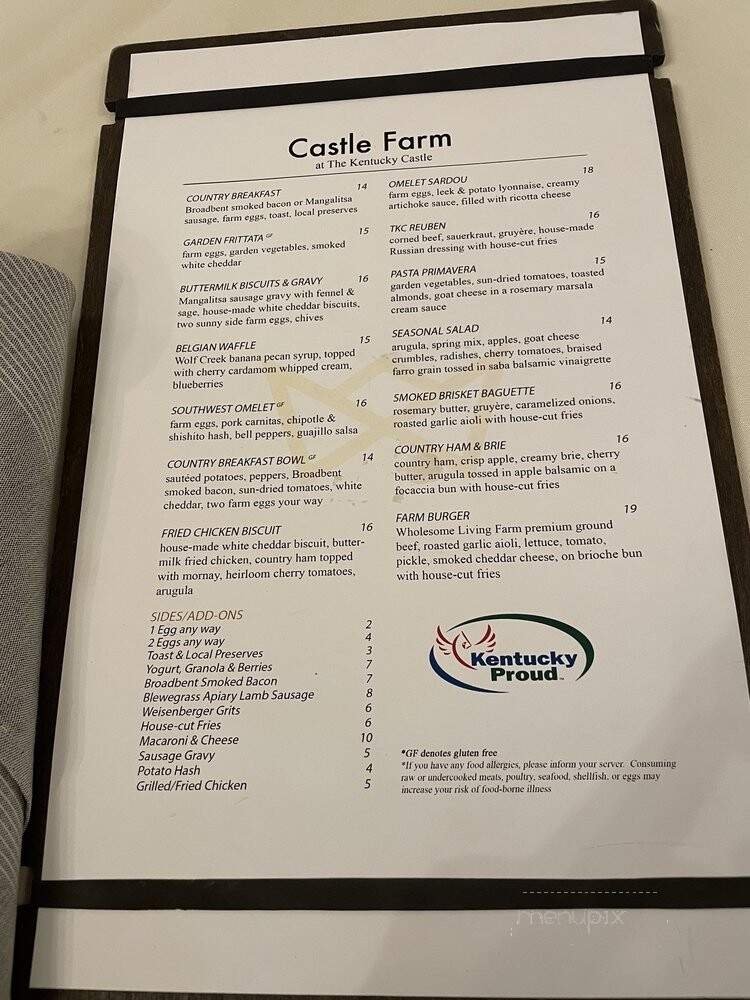 Castle Farm
at The Kentucky Castle
COUNTRY BREAKFAST 14
Broadbent smoked bacon or Mangalitsa
sausage, farm eggs, toast, local preserves
GARDEN FRITTATA GF 15
farm eggs, garden vegetables, smoked
white cheddar
BUTTERMILK BISCUITS & GRAVY 16
Mangalitsa sausage gravy with fennel &
sage, house-made white cheddar biscuits,
two sunny side farm eggs, chives
BELGIAN WAFFLE 15
Wolf Creek banana pecan syrup, topped
with cherry cardamom whipped cream,
blueberries
SOUTHWEST OMELET GF 16
farm eggs, pork carnitas, chipotle &
shishito hash, bell peppers, guajillo salsa
COUNTRY BREAKFAST BOWL GF 14
sautéed potatoes, peppers, Broadbent
smoked bacon, sun-dried tomatoes, white
cheddar, two farm eggs your way
FRIED CHICKEN BISCUIT 16
house-made white cheddar biscuit, butter-
milk fried chicken, country ham topped
with mornay, heirloom cherry tomatoes,
arugula
SIDES/ADD-ONS
1 Egg any way 2
2 Eggs any way 4
Toast & Local Preserves 3
Yogurt, Granola & Berries 7
Broadbent Smoked Bacon 7
Blewegrass Apiary Lamb Sausage 8
Weisenberger Grits 6
House-cut Fries 6
Macaroni & Cheese 10
Sausage Gravy 5
Potato Hash 4
Grilled/Fried Chicken 5
OMELET SARDOU 18
farm eggs, leek & potato lyonnaise, creamy
artichoke sauce, filled with ricotta cheese
TKC REUBEN 16
corned beef, sauerkraut, gruyère, house-made
Russian dressing with house-cut fries
PASTA PRIMAVERA 15
garden vegetables, sun-dried tomatoes, toasted
almonds, goat cheese in a rosemary marsala
cream sauce
SEASONAL SALAD 14
arugula, spring mix, apples, goat cheese
crumbles, radishes, cherry tomatoes, braised
farro grain tossed in saba balsamic vinaigrette
SMOKED BRISKET BAGUETTE 16
rosemary butter, gruyère, caramelized onions,
roasted garlic aioli with house-cut fries
COUNTRY HAM & BRIE 16
country ham, crisp apple, creamy brie, cherry
butter, arugula tossed in apple balsamic on a
focaccia bun with house-cut fries
FARM BURGER 19
Wholesome Living Farm premium ground
beef, roasted garlic aioli, lettuce, tomato,
pickle, smoked cheddar cheese, on brioche bun
with house-cut fries
Kentucky
Proud™
*GF denotes gluten free
*If you have any food allergies, please inform your server. Consuming
raw or undercooked meats, poultry, seafood, shellfish, or eggs may
increase your risk of food-borne illness
menupix